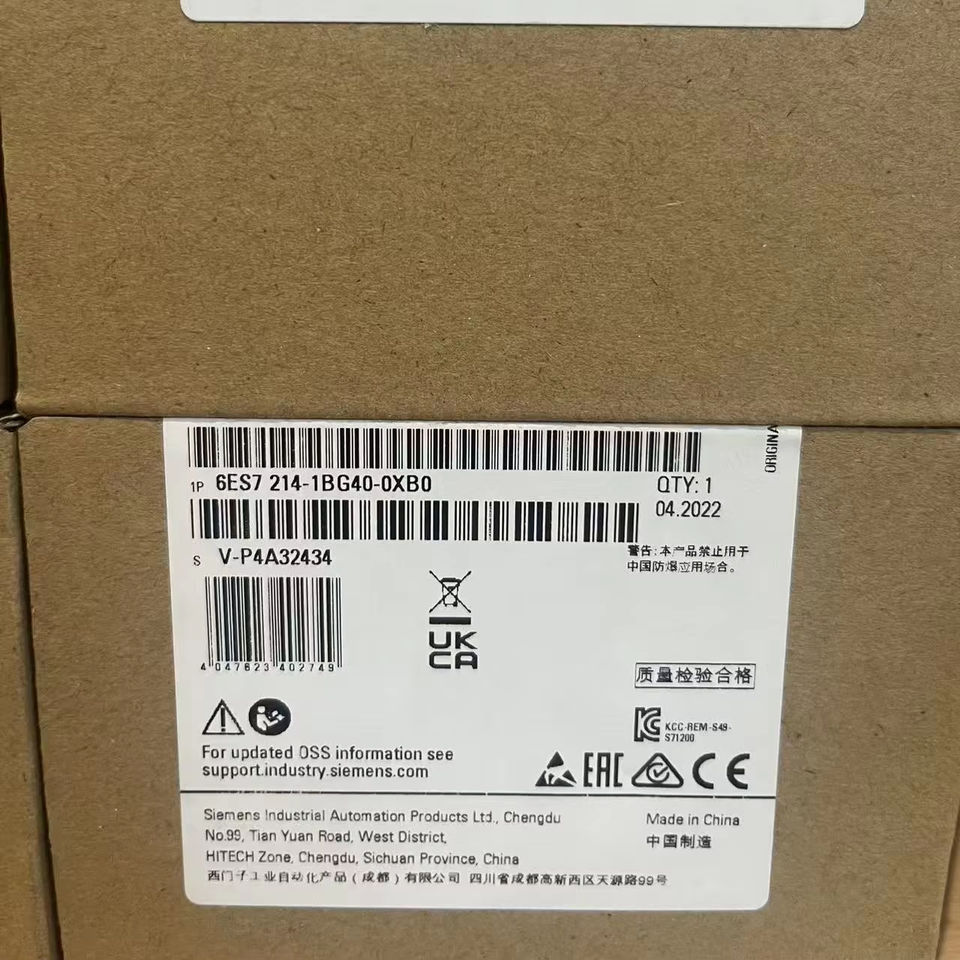 ORIGINA
1P 6ES7 214-1BG40-0XB0
QTY: 1
04.2022
S V-P4A32434
警告: 本产品禁止用于
中国防爆应用场合。
4 047623 402749
UK
CA
质量检验合格
KCC-REM-S49-
S71200
For updated OSS information see
support.industry.siemens.com
EAC CE
Siemens Industrial Automation Products Ltd., Chengdu
No.99, Tian Yuan Road, West District,
HITECH Zone, Chengdu, Sichuan Province, China
西门子工业自动化产品（成都）有限公司 四川省成都高新西区天源路99号
Made in China
中国制造